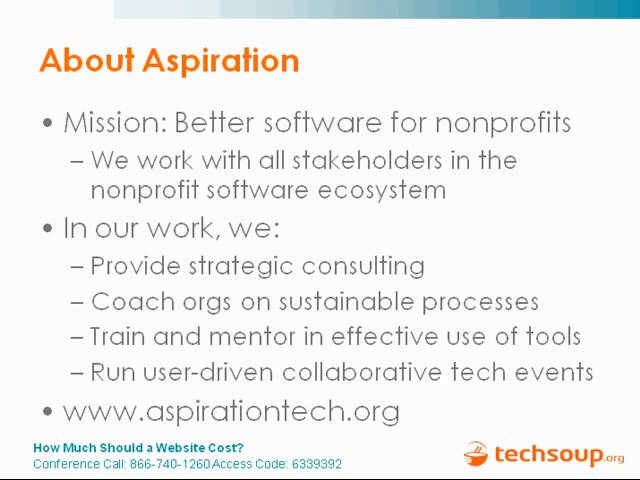 About Aspiration
• Mission: Better software for nonprofits
– We work with all stakeholders in the
nonprofit software ecosystem
• In our work, we:
– Provide strategic consulting
– Coach orgs on sustainable processes
– Train and mentor in effective use of tools
– Run user-driven collaborative tech events
• www.aspirationtech.org
How Much Should a Website Cost?
Conference Call: 866-740-1260 Access Code: 6339392
techsoup.org